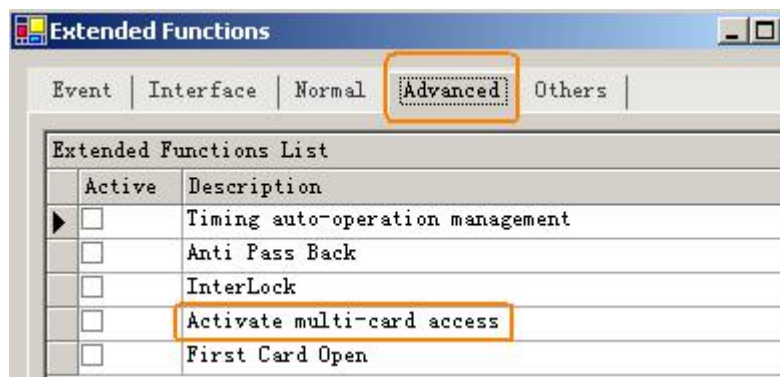 Extended Functions
Event | Interface | Normal | Advanced | Others |
Extended Functions List
Active Description
Timing auto-operation management
Anti Pass Back
InterLock
Activate multi-card access
First Card Open